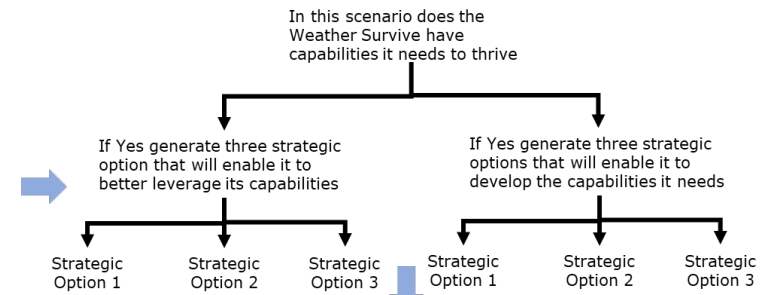 In this scenario does the
Weather Survive have
capabilities it needs to thrive
If Yes generate three strategic
option that will enable it to
better leverage its capabilities
If Yes generate three strategic
options that will enable it to
develop the capabilities it needs
Strategic
Option 1
Strategic
Option 2
Strategic
Option 3
Strategic
Option 1
Strategic
Option 2
Strategic
Option 3